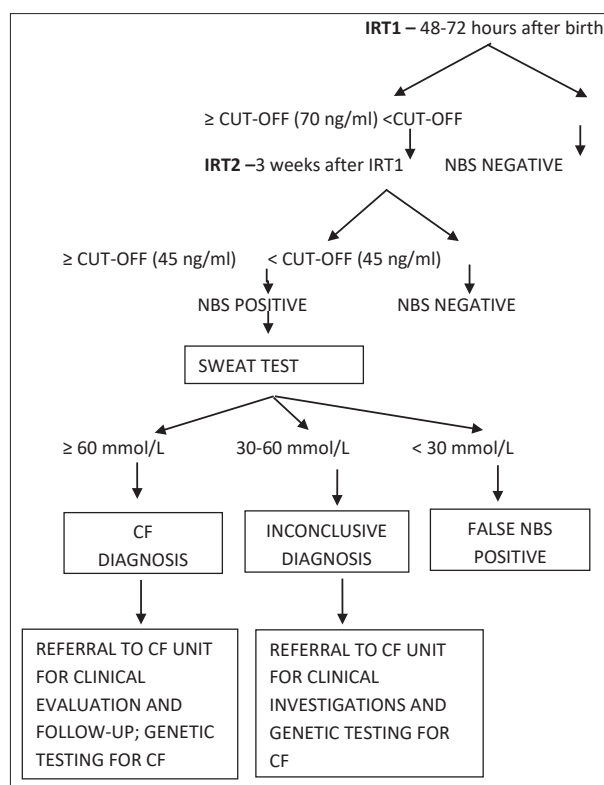 IRT1 – 48-72 hours after birth
≥ CUT-OFF (70 ng/ml) <CUT-OFF
IRT2 –3 weeks after IRT1 NBS NEGATIVE
≥ CUT-OFF (45 ng/ml) < CUT-OFF (45 ng/ml)
NBS POSITIVE NBS NEGATIVE
SWEAT TEST
≥ 60 mmol/L 30-60 mmol/L < 30 mmol/L
CF
DIAGNOSIS
INCONCLUSIVE
DIAGNOSIS
FALSE NBS
POSITIVE
REFERRAL TO CF UNIT
FOR CLINICAL
EVALUATION AND
FOLLOW-UP; GENETIC
TESTING FOR CF
REFERRAL TO CF UNIT
FOR CLINICAL
INVESTIGATIONS AND
GENETIC TESTING FOR
CF